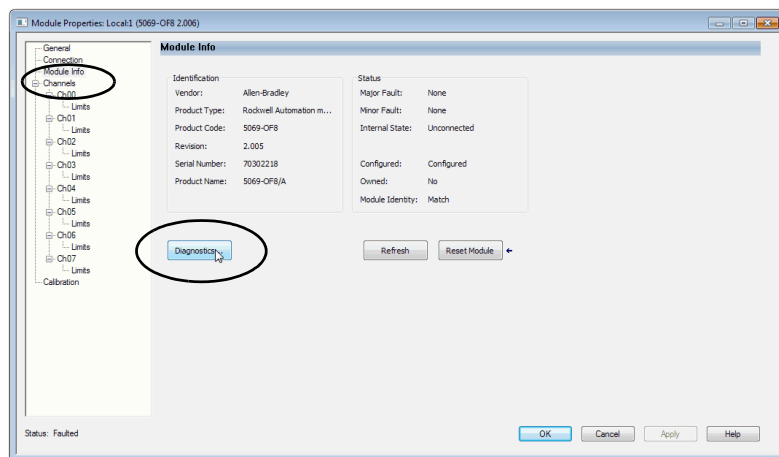 Module Properties: Local:1 (5069-OF8 2.006)
General
Connection
Module Info
Channels
Ch00
Limits
Ch01
Limits
Ch02
Limits
Ch03
Limits
Ch04
Limits
Ch05
Limits
Ch06
Limits
Ch07
Limits
Calibration
Module Info
Identification
Vendor: Allen-Bradley
Product Type: Rockwell Automation m...
Product Code: 5069-OF8
Revision: 2.005
Serial Number: 70302218
Product Name: 5069-OF8/A
Status
Major Fault: None
Minor Fault: None
Internal State: Unconnected
Configured: Configured
Owned: No
Module Identity: Match
Diagnostics...
Refresh
Reset Module
Status: Faulted
OK
Cancel
Apply
Help